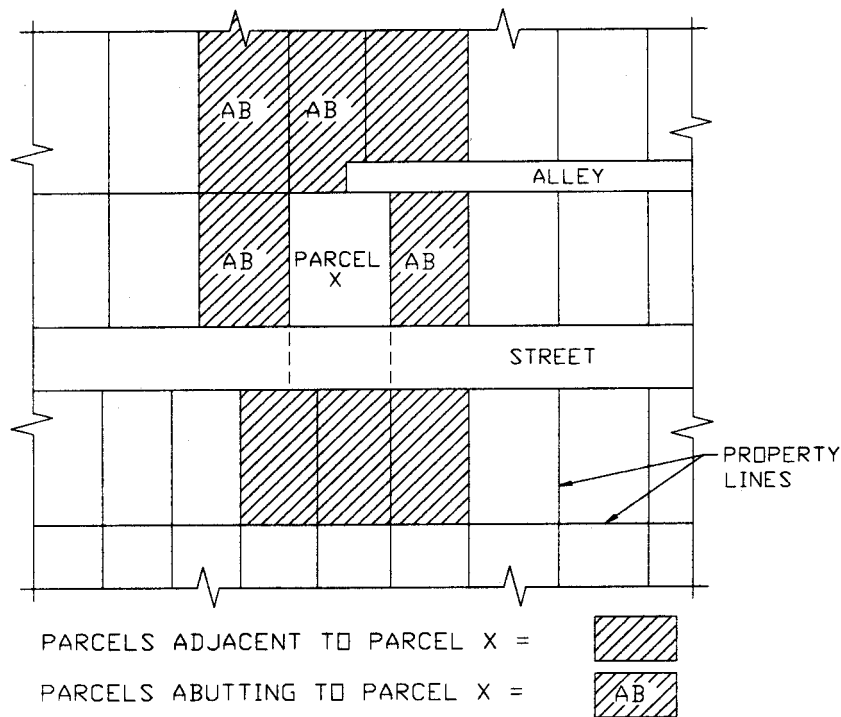 AB AB
ALLEY
AB PARCEL X AB
STREET
PROPERTY
LINES
PARCELS ADJACENT TO PARCEL X =
PARCELS ABUTTING TO PARCEL X = AB